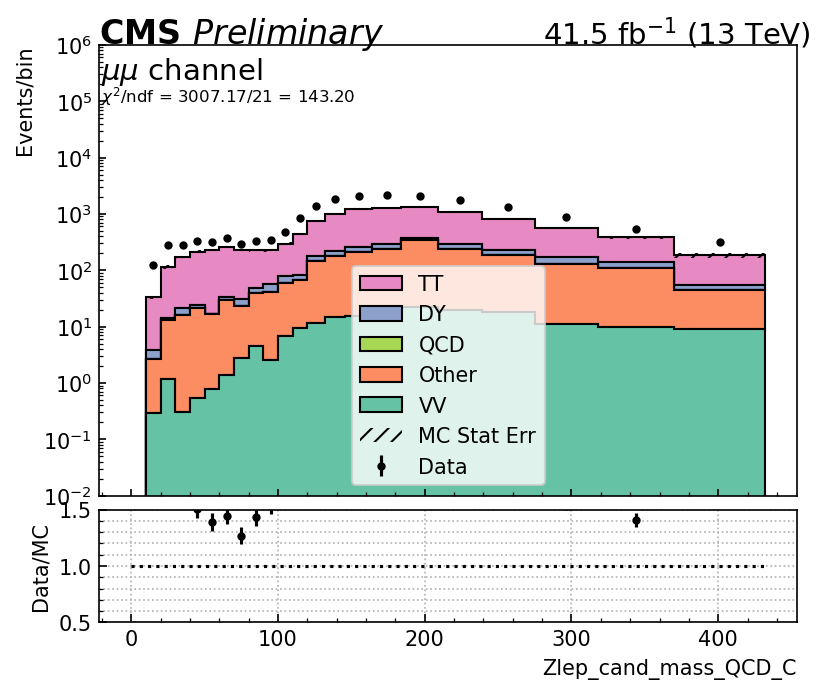 CMS Preliminary 41.5 fb⁻¹ (13 TeV)
Events/bin
μμ channel
χ²/ndf = 3007.17/21 = 143.20
10⁶
10⁵
10⁴
10³
10²
10¹
10⁰
10⁻¹
10⁻²
TT
DY
QCD
Other
VV
MC Stat Err
Data
Data/MC
1.5
1.0
0.5
0 100 200 300 400
Zlep_cand_mass_QCD_C